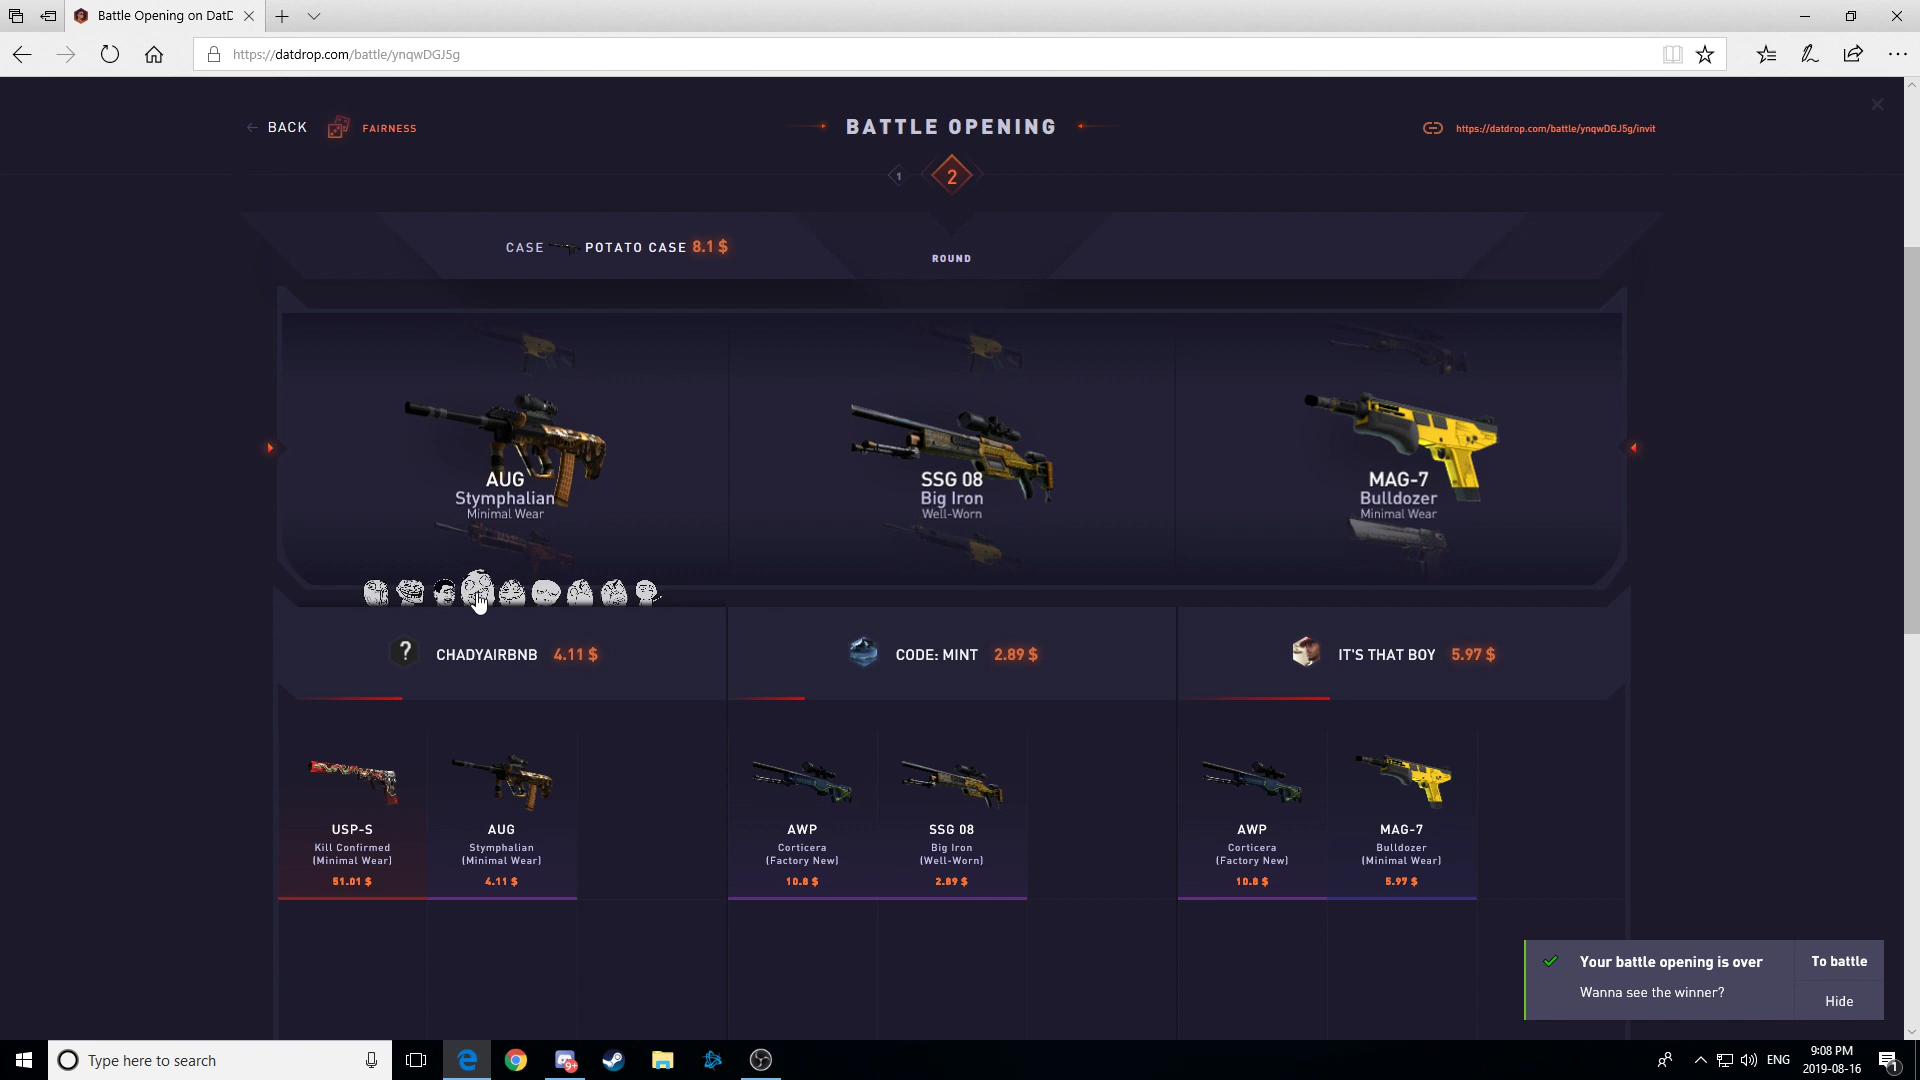 Battle Opening on DatD
https://datdrop.com/battle/ynqwDGJ5g
BACK
FAIRNESS
BATTLE OPENING
https://datdrop.com/battle/ynqwDGJ5g/invit
1
2
CASE POTATO CASE 8.1 $
ROUND
AUG
Stymphalian
Minimal Wear
SSG 08
Big Iron
Well-Worn
MAG-7
Bulldozer
Minimal Wear
? CHADYAIRBNB 4.11 $
CODE: MINT 2.89 $
IT'S THAT BOY 5.97 $
USP-S
Kill Confirmed
(Minimal Wear)
51.01 $
AUG
Stymphalian
(Minimal Wear)
4.11 $
AWP
Corticera
(Factory New)
10.8 $
SSG 08
Big Iron
(Well-Worn)
2.89 $
AWP
Corticera
(Factory New)
10.8 $
MAG-7
Bulldozer
(Minimal Wear)
5.97 $
Your battle opening is over
Wanna see the winner?
To battle
Hide
Type here to search
9+
ENG
9:08 PM
2019-08-16
1